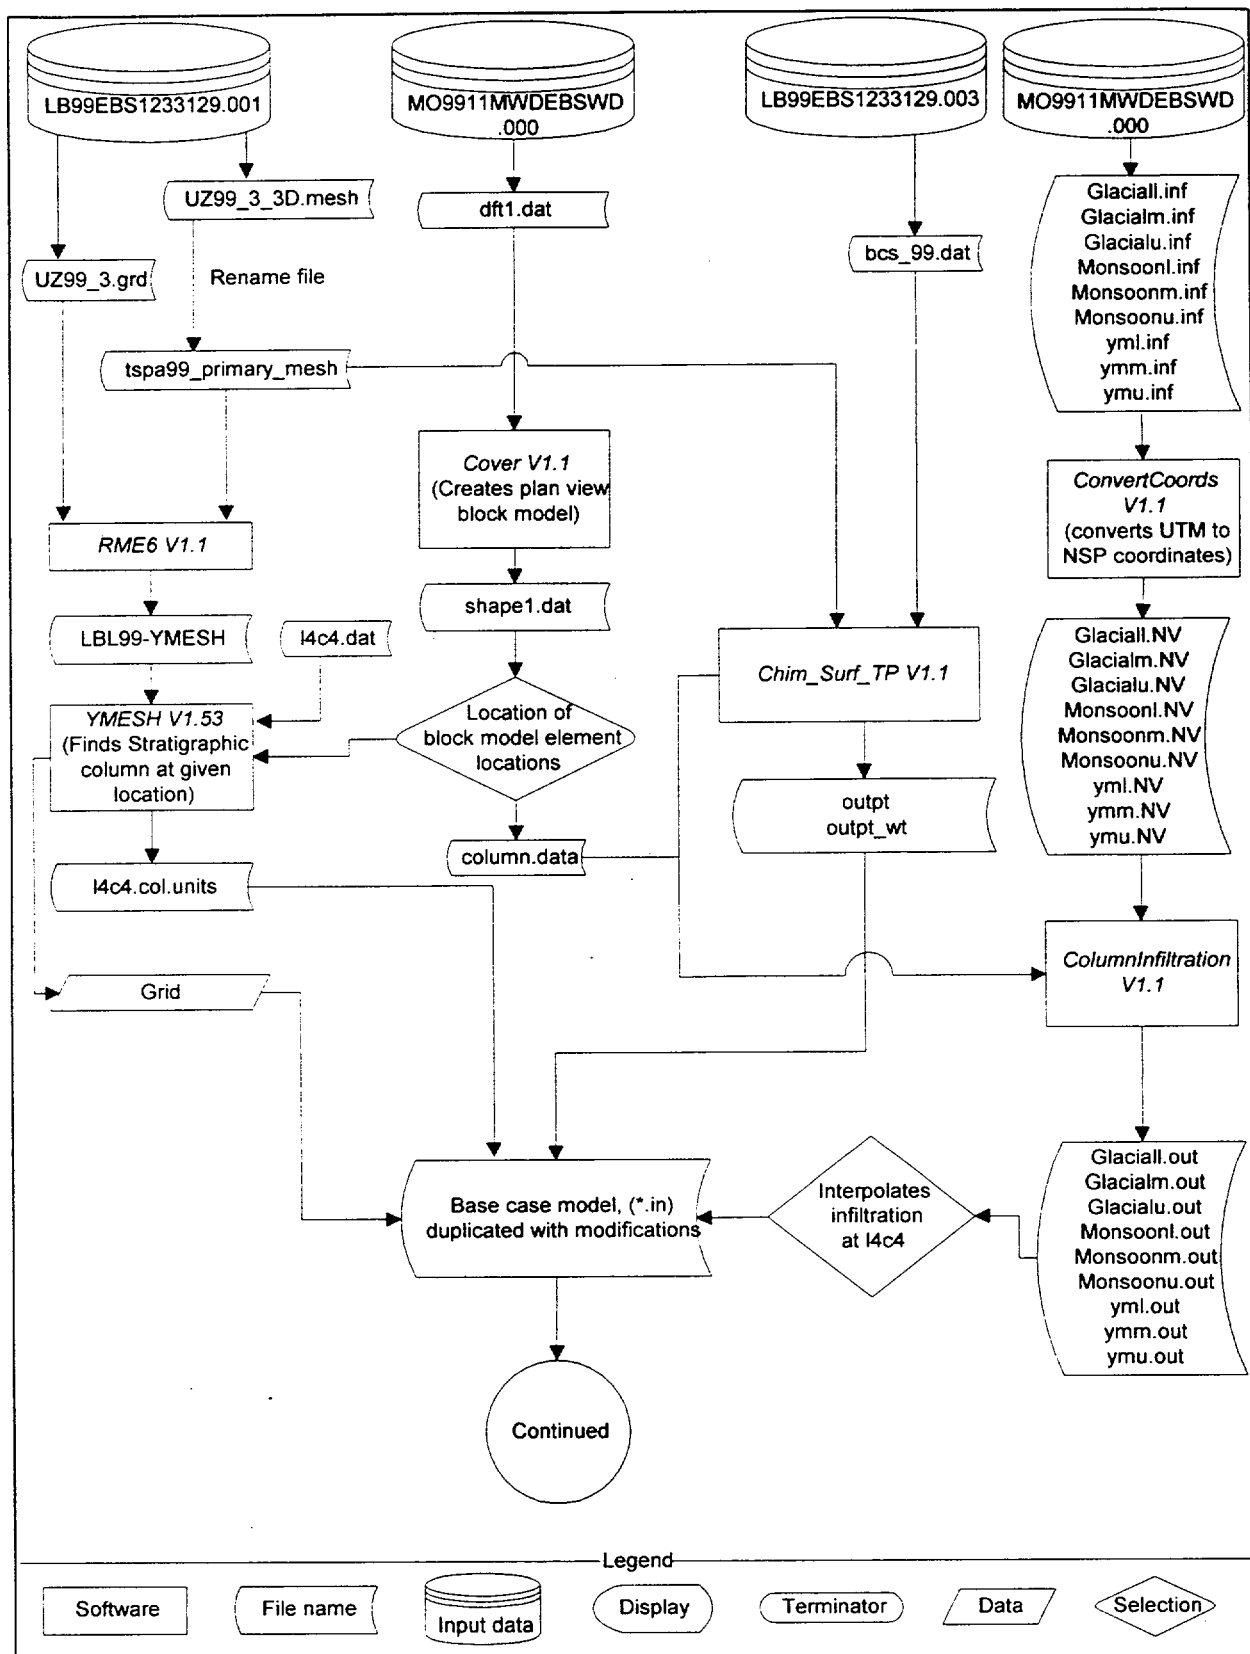 LB99EBS1233129.001
MO9911MWDEBSWD
.000
LB99EBS1233129.003
MO9911MWDEBSWD
.000
UZ99_3_3D.mesh
dft1.dat
Glaciall.inf
Glacialm.inf
Glacialu.inf
Monsoonl.inf
Monsoonm.inf
Monsoonu.inf
yml.inf
ymm.inf
ymu.inf
bcs_99.dat
UZ99_3.grd
Rename file
tspa99_primary_mesh
Cover V1.1
(Creates plan view
block model)
ConvertCoords
V1.1
(converts UTM to
NSP coordinates)
RME6 V1.1
shape1.dat
LBL99-YMESH
l4c4.dat
Chim_Surf_TP V1.1
Glaciall.NV
Glacialm.NV
Glacialu.NV
Monsoonl.NV
Monsoonm.NV
Monsoonu.NV
yml.NV
ymm.NV
ymu.NV
YMESH V1.53
(Finds Stratigraphic
column at given
location)
Location of
block model element
locations
outpt
outpt_wt
column.data
l4c4.col.units
Grid
ColumnInfiltration
V1.1
Base case model, (*.in)
duplicated with modifications
Interpolates
infiltration
at l4c4
Glaciall.out
Glacialm.out
Glacialu.out
Monsoonl.out
Monsoonm.out
Monsoonu.out
yml.out
ymm.out
ymu.out
Continued
Legend
Software
File name
Input data
Display
Terminator
Data
Selection